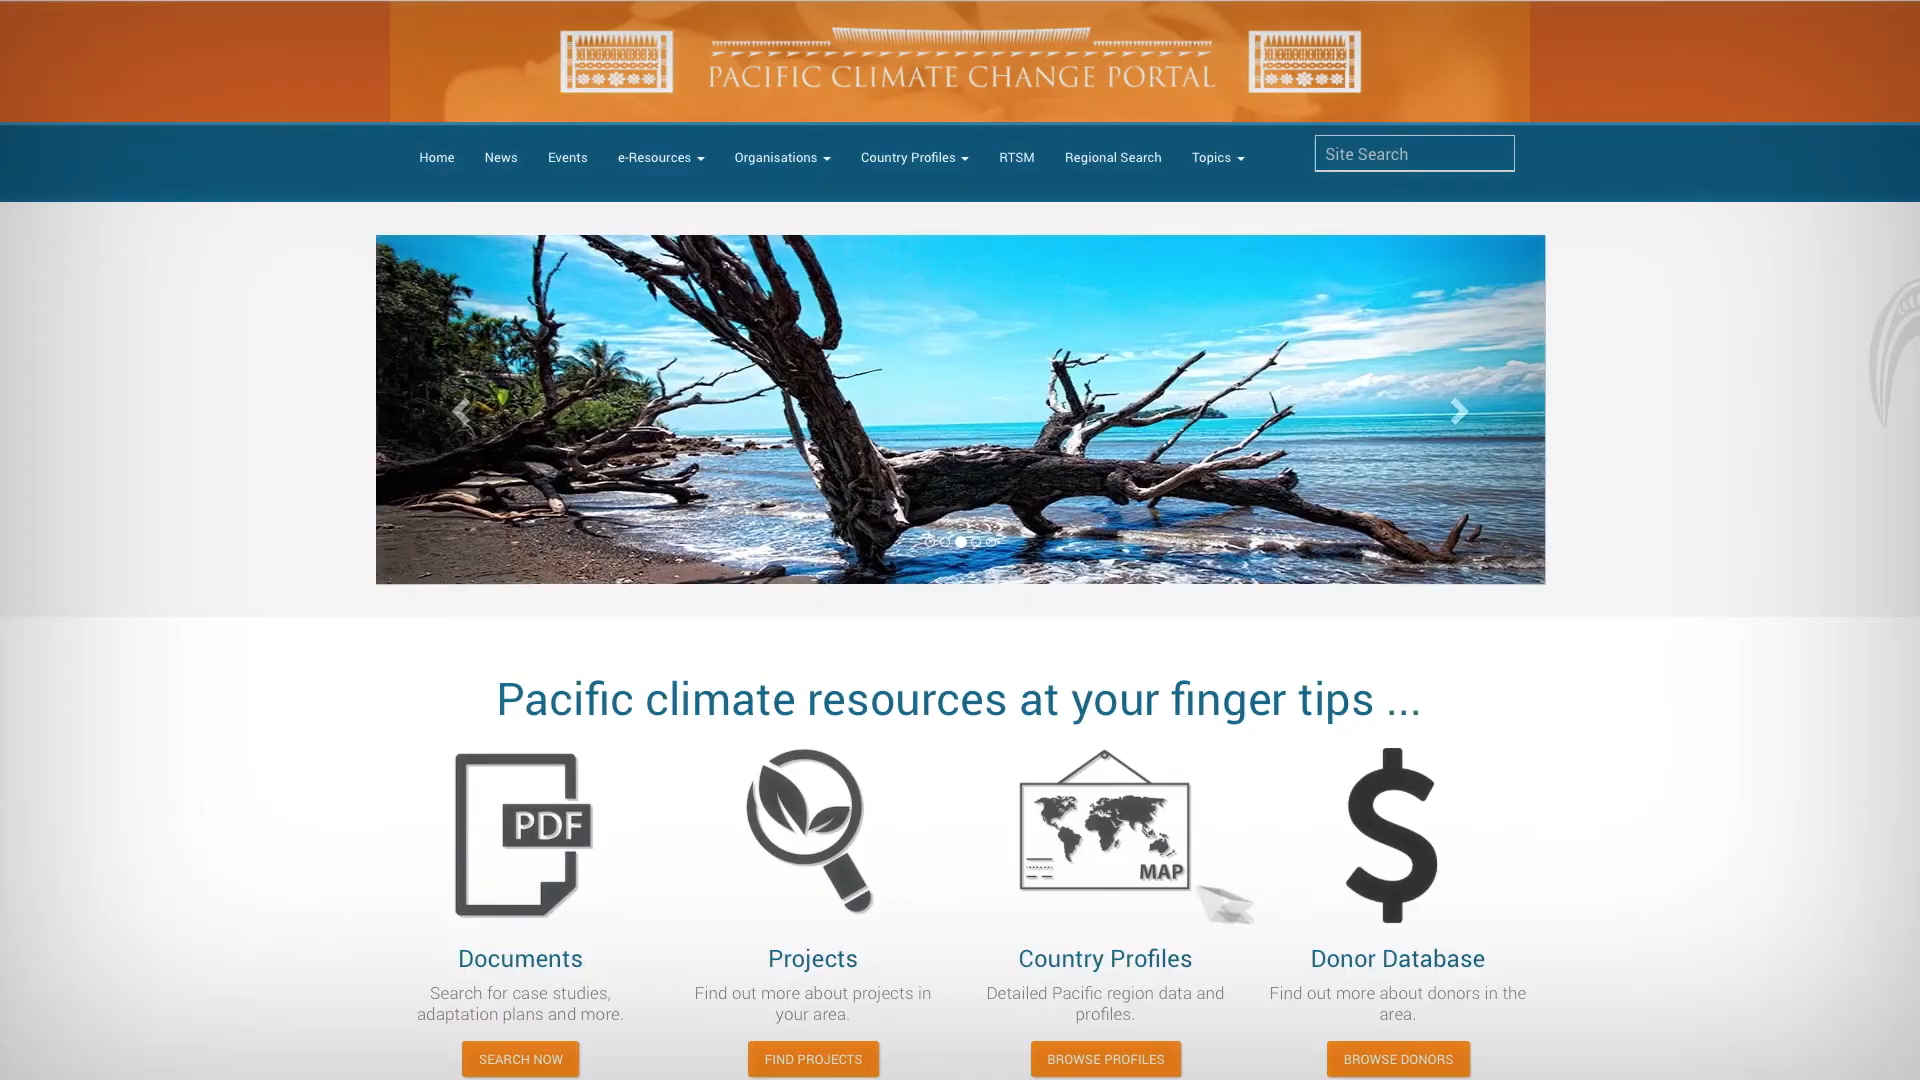 PACIFIC CLIMATE CHANGE PORTAL
Home News Events e-Resources Organisations Country Profiles RTSM Regional Search Topics Site Search
Pacific climate resources at your finger tips ...
PDF
MAP
Documents
Search for case studies,
adaptation plans and more.
SEARCH NOW
Projects
Find out more about projects in
your area.
FIND PROJECTS
Country Profiles
Detailed Pacific region data and
profiles.
BROWSE PROFILES
Donor Database
Find out more about donors in the
area.
BROWSE DONORS